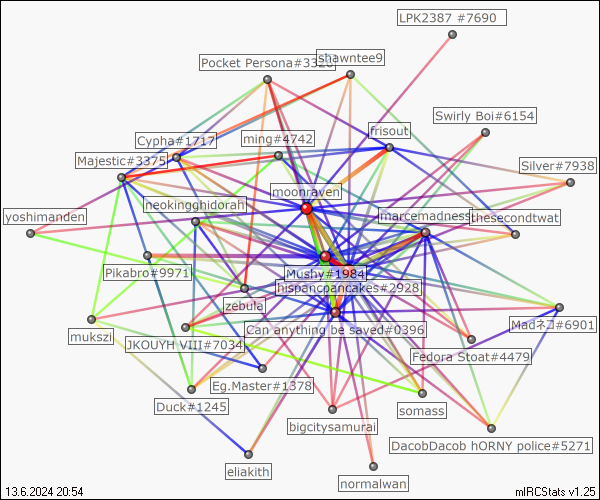 LPK2387 #7690
shawntee9
Pocket Persona#3326
Swirly Boi#6154
frisout
ming#4742
Cypha#1717
Majestic#3375
Silver#7938
moonraven
neokingghidorah
marcemadness
thesecondtwat
yoshimanden
Pikabro#9971
Mushy#1984
hispancpancakes#2928
zebula
Can anything be saved#0396
Madネコ#6901
mukszi
JKOUYH VIII#7034
Fedora Stoat#4479
Eg.Master#1378
Duck#1245
somass
bigcitysamurai
DacobDacob hORNY police#5271
eliakith
normalwan
13.6.2024 20:54
mIRCStats v1.25